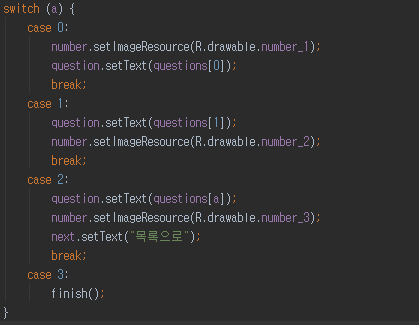 switch (a) {
    case 0:
        number.setImageResource(R.drawable.number_1);
        question.setText(questions[0]);
        break;
    case 1:
        question.setText(questions[1]);
        number.setImageResource(R.drawable.number_2);
        break;
    case 2:
        question.setText(questions[a]);
        number.setImageResource(R.drawable.number_3);
        next.setText("목록으로");
        break;
    case 3:
        finish();
}